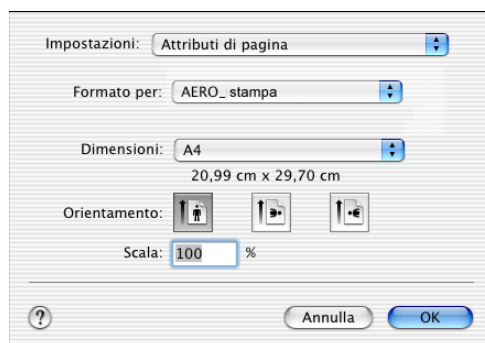 Impostazioni: Attributi di pagina
Formato per: AERO_ stampa
Dimensioni: A4
20,99 cm x 29,70 cm
Orientamento:
Scala: 100 %
? Annulla OK